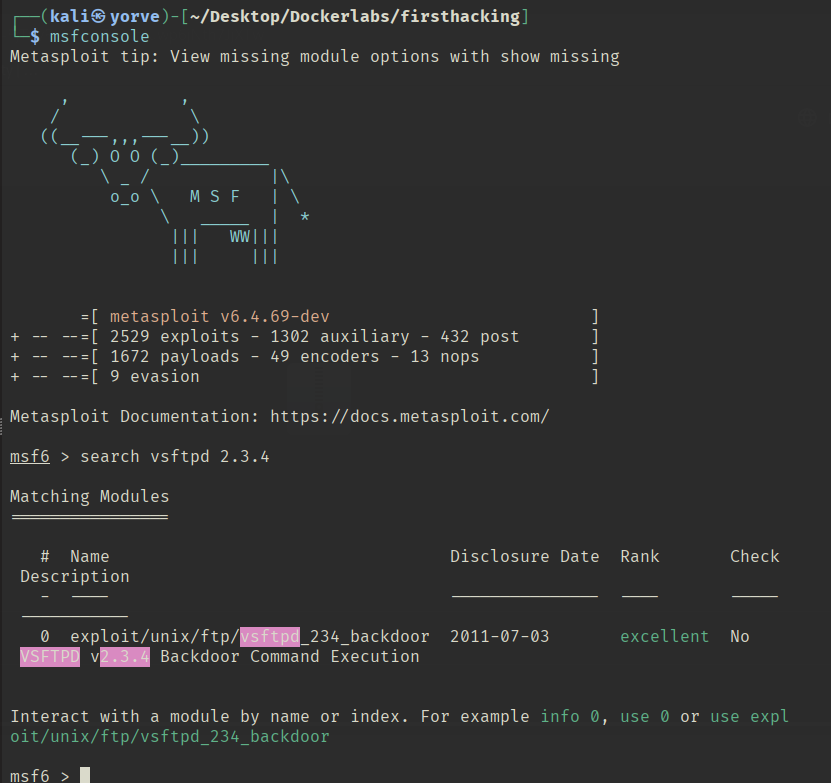 ┌──(kali㉿yorve)-[~/Desktop/Dockerlabs/firsthacking]
└─$ msfconsole
Metasploit tip: View missing module options with show missing
     ,           ,
    /             \
   ((__---,,,---__))
      (_) O O (_)_________
         \ _ /            |\
          o_o \   M S F   | \
               \   _____  |  *
                |||   WW|||
                |||     |||
       =[ metasploit v6.4.69-dev                          ]
+ -- --=[ 2529 exploits - 1302 auxiliary - 432 post       ]
+ -- --=[ 1672 payloads - 49 encoders - 13 nops           ]
+ -- --=[ 9 evasion                                       ]
Metasploit Documentation: https://docs.metasploit.com/
msf6 > search vsftpd 2.3.4
Matching Modules
================
   #  Name                                  Disclosure Date  Rank       Check
 Description
   -  ----                                  ---------------  ----       -----
 -----------
   0  exploit/unix/ftp/vsftpd_234_backdoor  2011-07-03       excellent  No
 VSFTPD v2.3.4 Backdoor Command Execution
Interact with a module by name or index. For example info 0, use 0 or use expl
oit/unix/ftp/vsftpd_234_backdoor
msf6 >